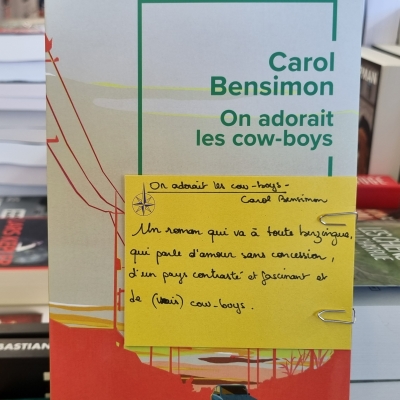 Carol
Bensimon
On adorait
les cow-boys
On adorait les cow-boys -
Carol Bensimon
Un roman qui va à toute berzingue,
qui parle d'amour sans concession,
d'un pays contrasté et fascinant et
de (vrais) cow-boys.
BASTIAN